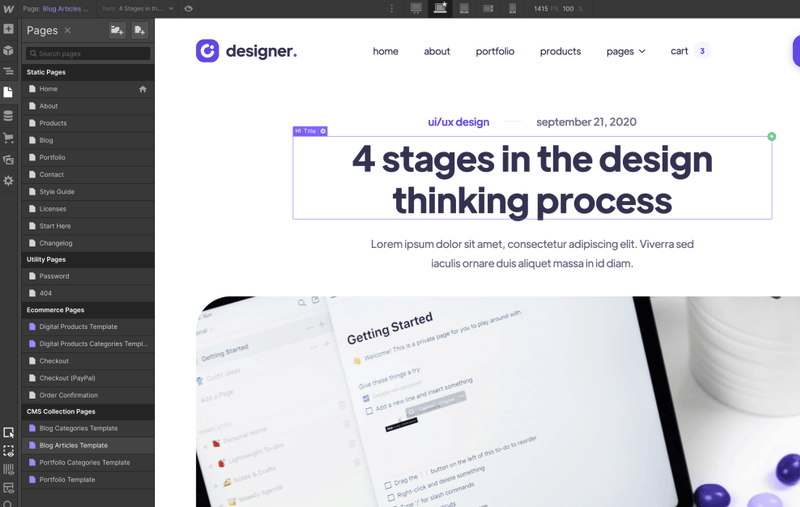 Page: Blog Articles ...
Item: 4 Stages in th...
1415 PX 100 %
Pages
Search pages
Static Pages
Home
About
Products
Blog
Portfolio
Contact
Style Guide
Licenses
Start Here
Changelog
Utility Pages
Password
404
Ecommerce Pages
Digital Products Template
Digital Products Categories Templ...
Checkout
Checkout (PayPal)
Order Confirmation
CMS Collection Pages
Blog Categories Template
Blog Articles Template
Portfolio Categories Template
Portfolio Template
designer.
home about portfolio products pages cart 3
ui/ux design september 21, 2020
H1 Title
4 stages in the design
thinking process
Lorem ipsum dolor sit amet, consectetur adipiscing elit. Viverra sed
iaculis ornare duis aliquet massa in id diam.
Getting Started
Outfit ideas
Add a Page
Personal memo
Lightweight To-dos
Notes & Drafts
Weekly Agenda
Getting Started
Welcome! This is a private page for you to play around with.
Give these things a try:
Add a new line and insert something
Drag the button on the left of this to-do to reorder
Right-click and delete something
Type '/' for slash commands